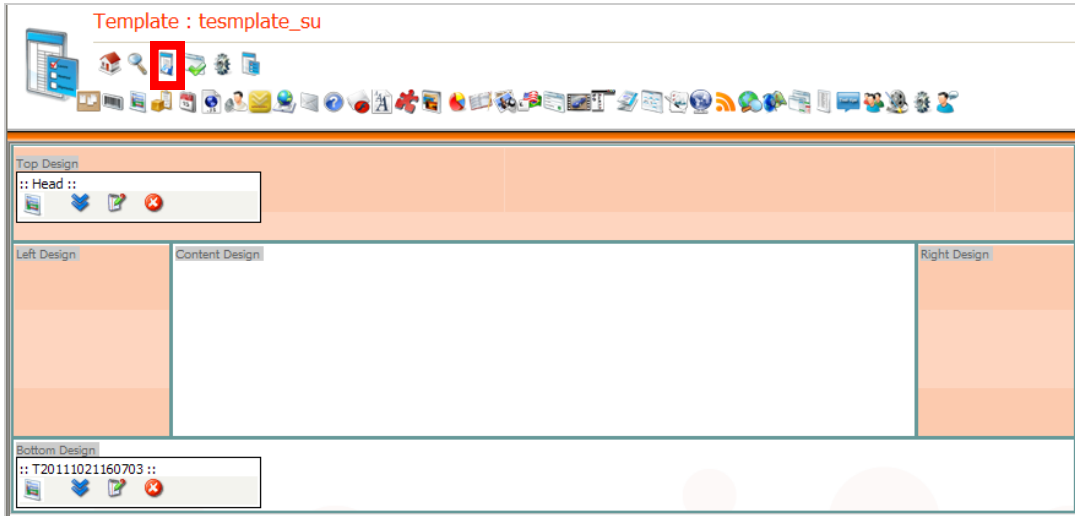 Template : tesmplate_su
Top Design
:: Head ::
Left Design
Content Design
Right Design
Bottom Design
:: T20111021160703 ::